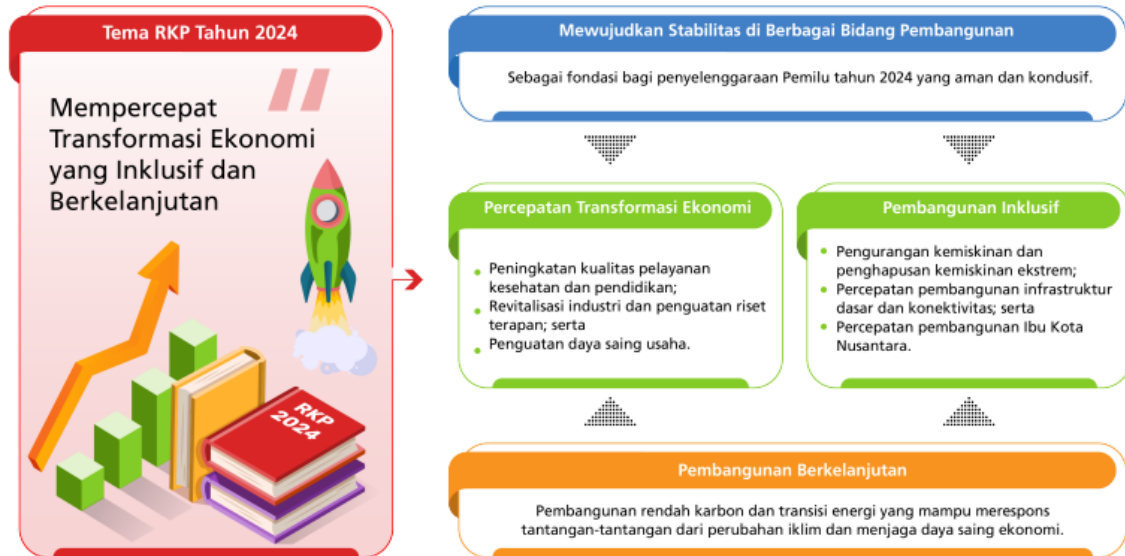 Tema RKP Tahun 2024
Mempercepat
Transformasi Ekonomi
yang Inklusif dan
Berkelanjutan
RKP
2024
Mewujudkan Stabilitas di Berbagai Bidang Pembangunan
Sebagai fondasi bagi penyelenggaraan Pemilu tahun 2024 yang aman dan kondusif.
Percepatan Transformasi Ekonomi
• Peningkatan kualitas pelayanan
kesehatan dan pendidikan;
• Revitalisasi industri dan penguatan riset
terapan; serta
• Penguatan daya saing usaha.
Pembangunan Inklusif
• Pengurangan kemiskinan dan
penghapusan kemiskinan ekstrem;
• Percepatan pembangunan infrastruktur
dasar dan konektivitas; serta
• Percepatan pembangunan Ibu Kota
Nusantara.
Pembangunan Berkelanjutan
Pembangunan rendah karbon dan transisi energi yang mampu merespons
tantangan-tantangan dari perubahan iklim dan menjaga daya saing ekonomi.